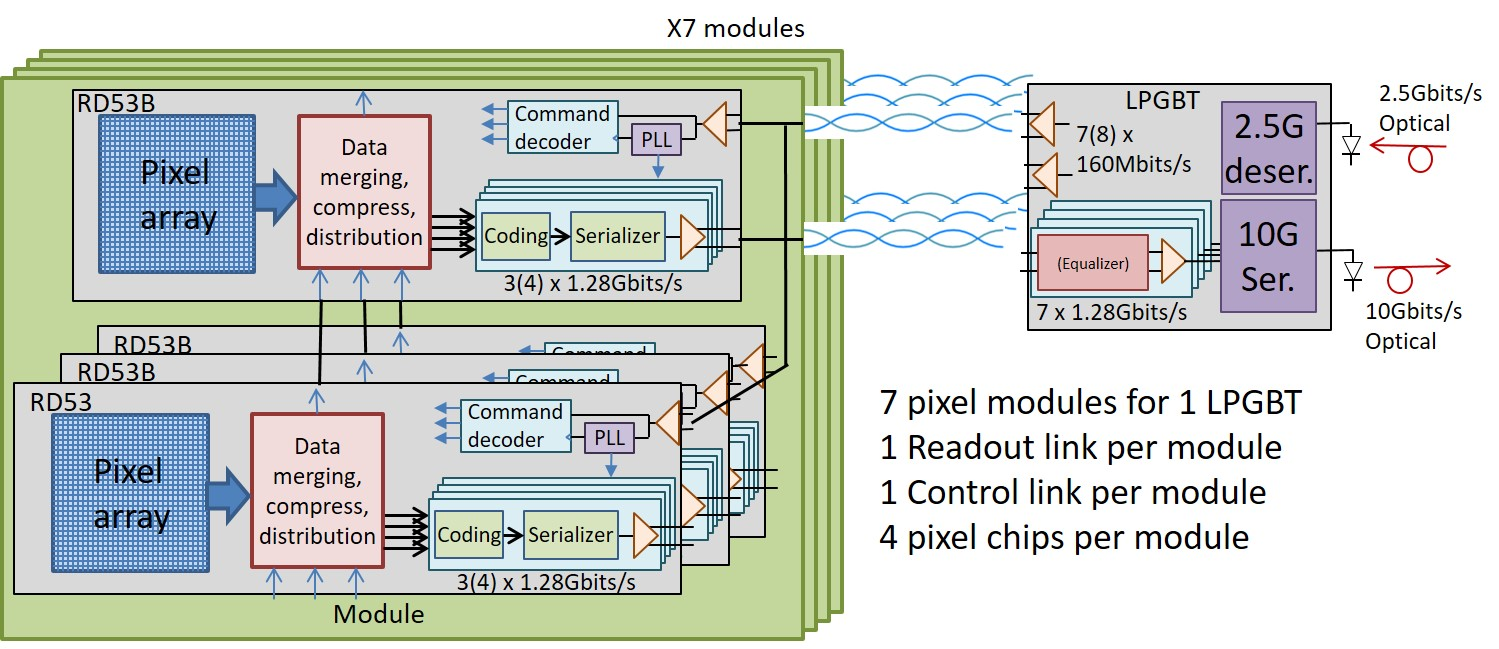 X7 modules
RD53B
Pixel
array
Data
merging,
compress,
distribution
Command
decoder
PLL
Coding
Serializer
3(4) x 1.28Gbits/s
RD53B
Command
RD53B
Command
RD53
Pixel
array
Data
merging,
compress,
distribution
Command
decoder
PLL
Coding
Serializer
3(4) x 1.28Gbits/s
Module
LPGBT
7(8) x
160Mbits/s
2.5G
deser.
(Equalizer)
10G
Ser.
7 x 1.28Gbits/s
2.5Gbits/s
Optical
10Gbits/s
Optical
7 pixel modules for 1 LPGBT
1 Readout link per module
1 Control link per module
4 pixel chips per module